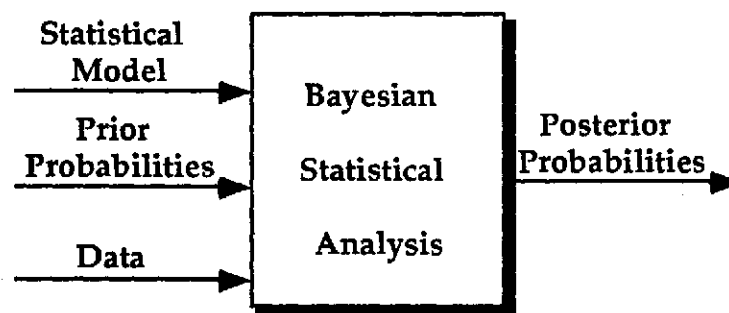 Statistical
Model
Prior
Probabilities
Data
Bayesian
Statistical
Analysis
Posterior
Probabilities